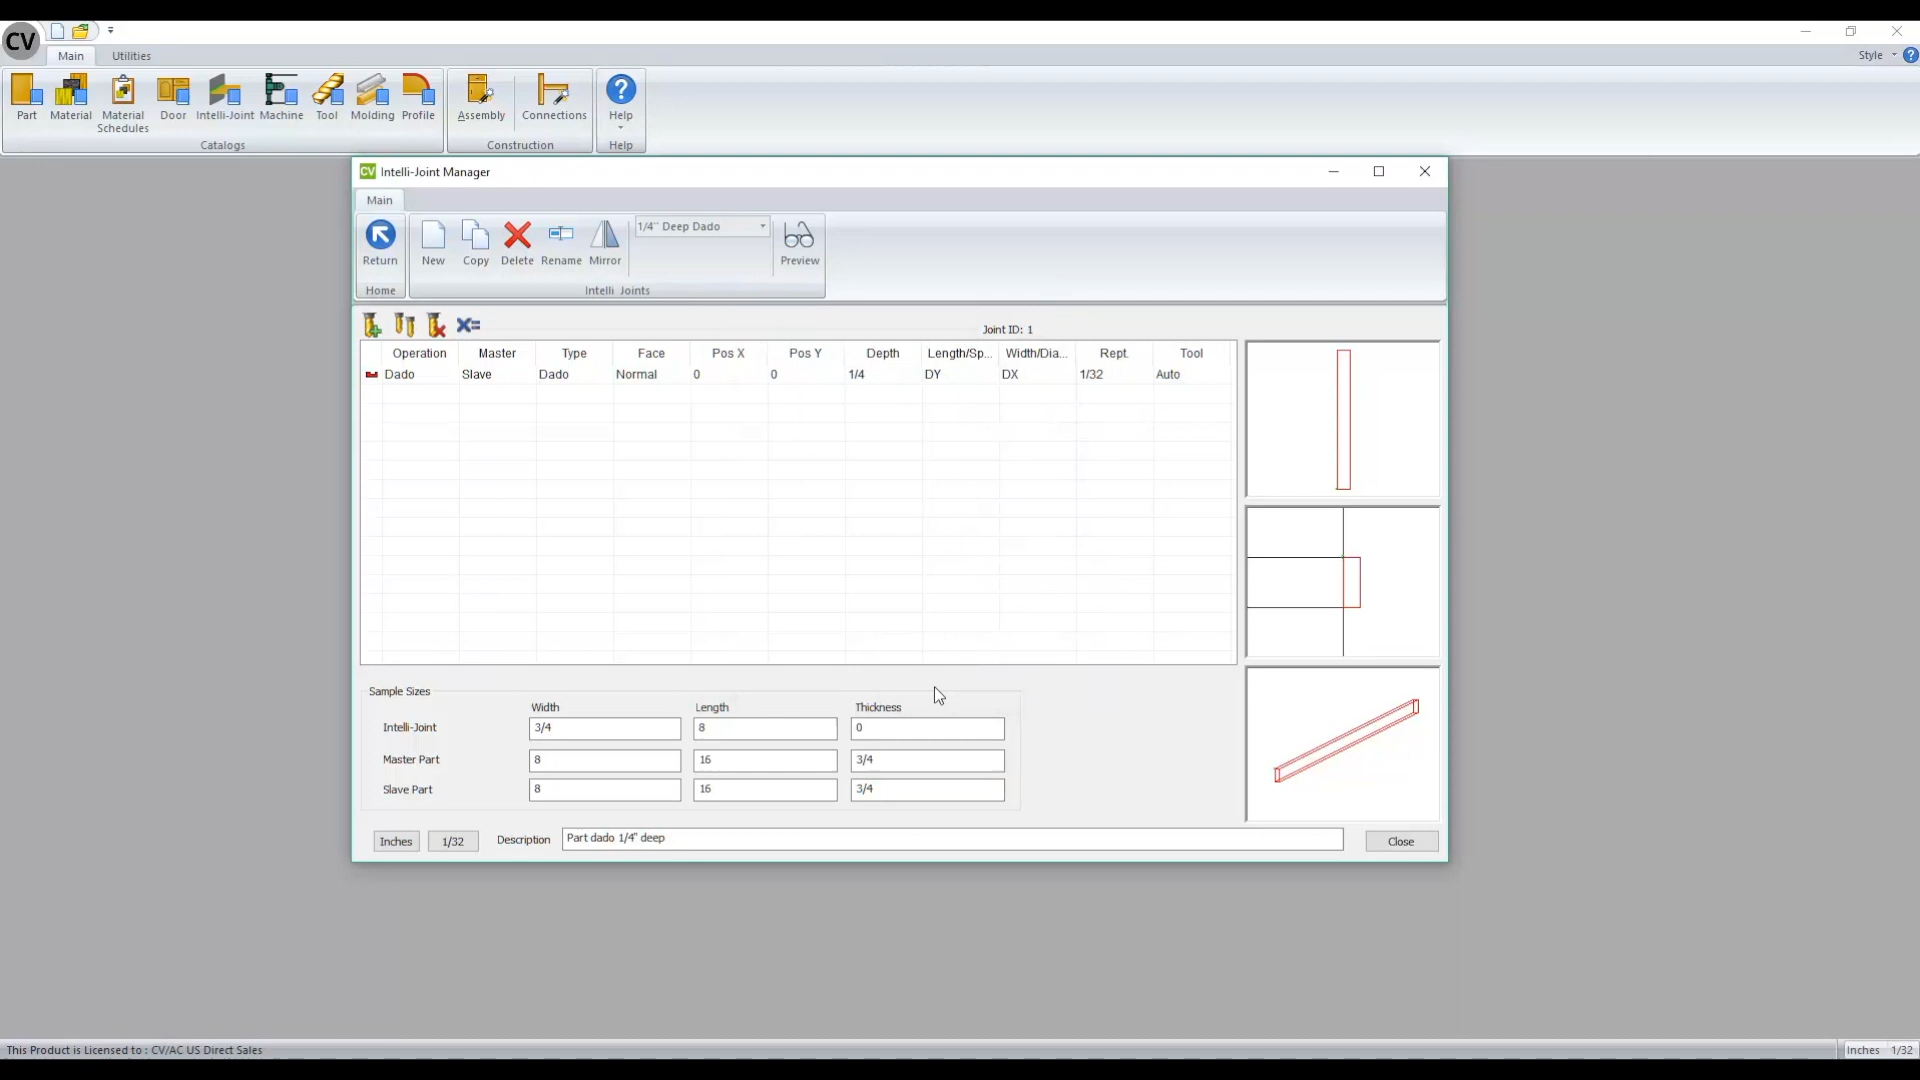 CV
Main Utilities
Style
Part Material Material Schedules Door Intelli-Joint Machine Tool Molding Profile Assembly Connections Help
Catalogs Construction Help
CV Intelli-Joint Manager
Main
1/4" Deep Dado
Return New Copy Delete Rename Mirror Preview
Home Intelli Joints
Joint ID: 1
Operation Master Type Face Pos X Pos Y Depth Length/Sp... Width/Dia... Rept. Tool
Dado Slave Dado Normal 0 0 1/4 DY DX 1/32 Auto
Sample Sizes
Width Length Thickness
Intelli-Joint 3/4 8 0
Master Part 8 16 3/4
Slave Part 8 16 3/4
Inches 1/32 Description Part dado 1/4" deep Close
This Product is Licensed to : CV/AC US Direct Sales Inches 1/32